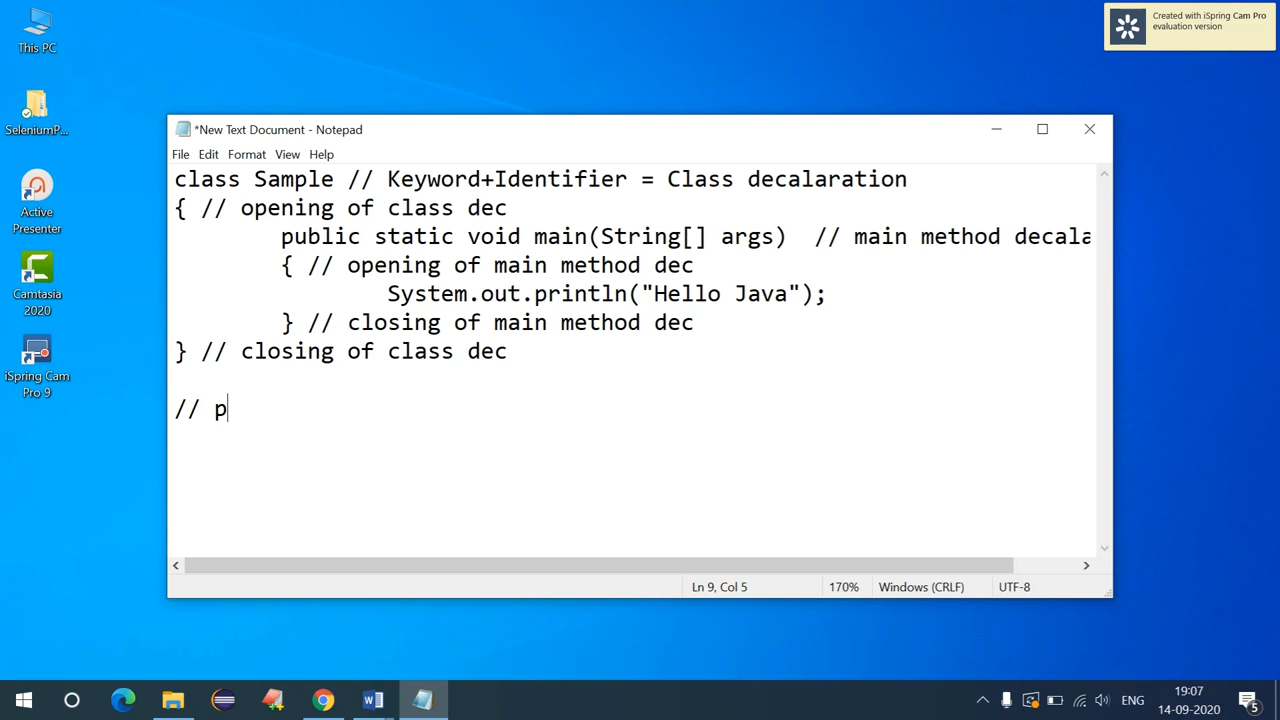 This PC
Created with iSpring Cam Pro
evaluation version
SeleniumP...
Active
Presenter
Camtasia
2020
iSpring Cam
Pro 9
*New Text Document - Notepad
File Edit Format View Help
class Sample // Keyword+Identifier = Class decalaration
{ // opening of class dec
public static void main(String[] args) // main method decala
{ // opening of main method dec
System.out.println("Hello Java");
} // closing of main method dec
} // closing of class dec
// p
Ln 9, Col 5 170% Windows (CRLF) UTF-8
ENG
19:07
14-09-2020
5